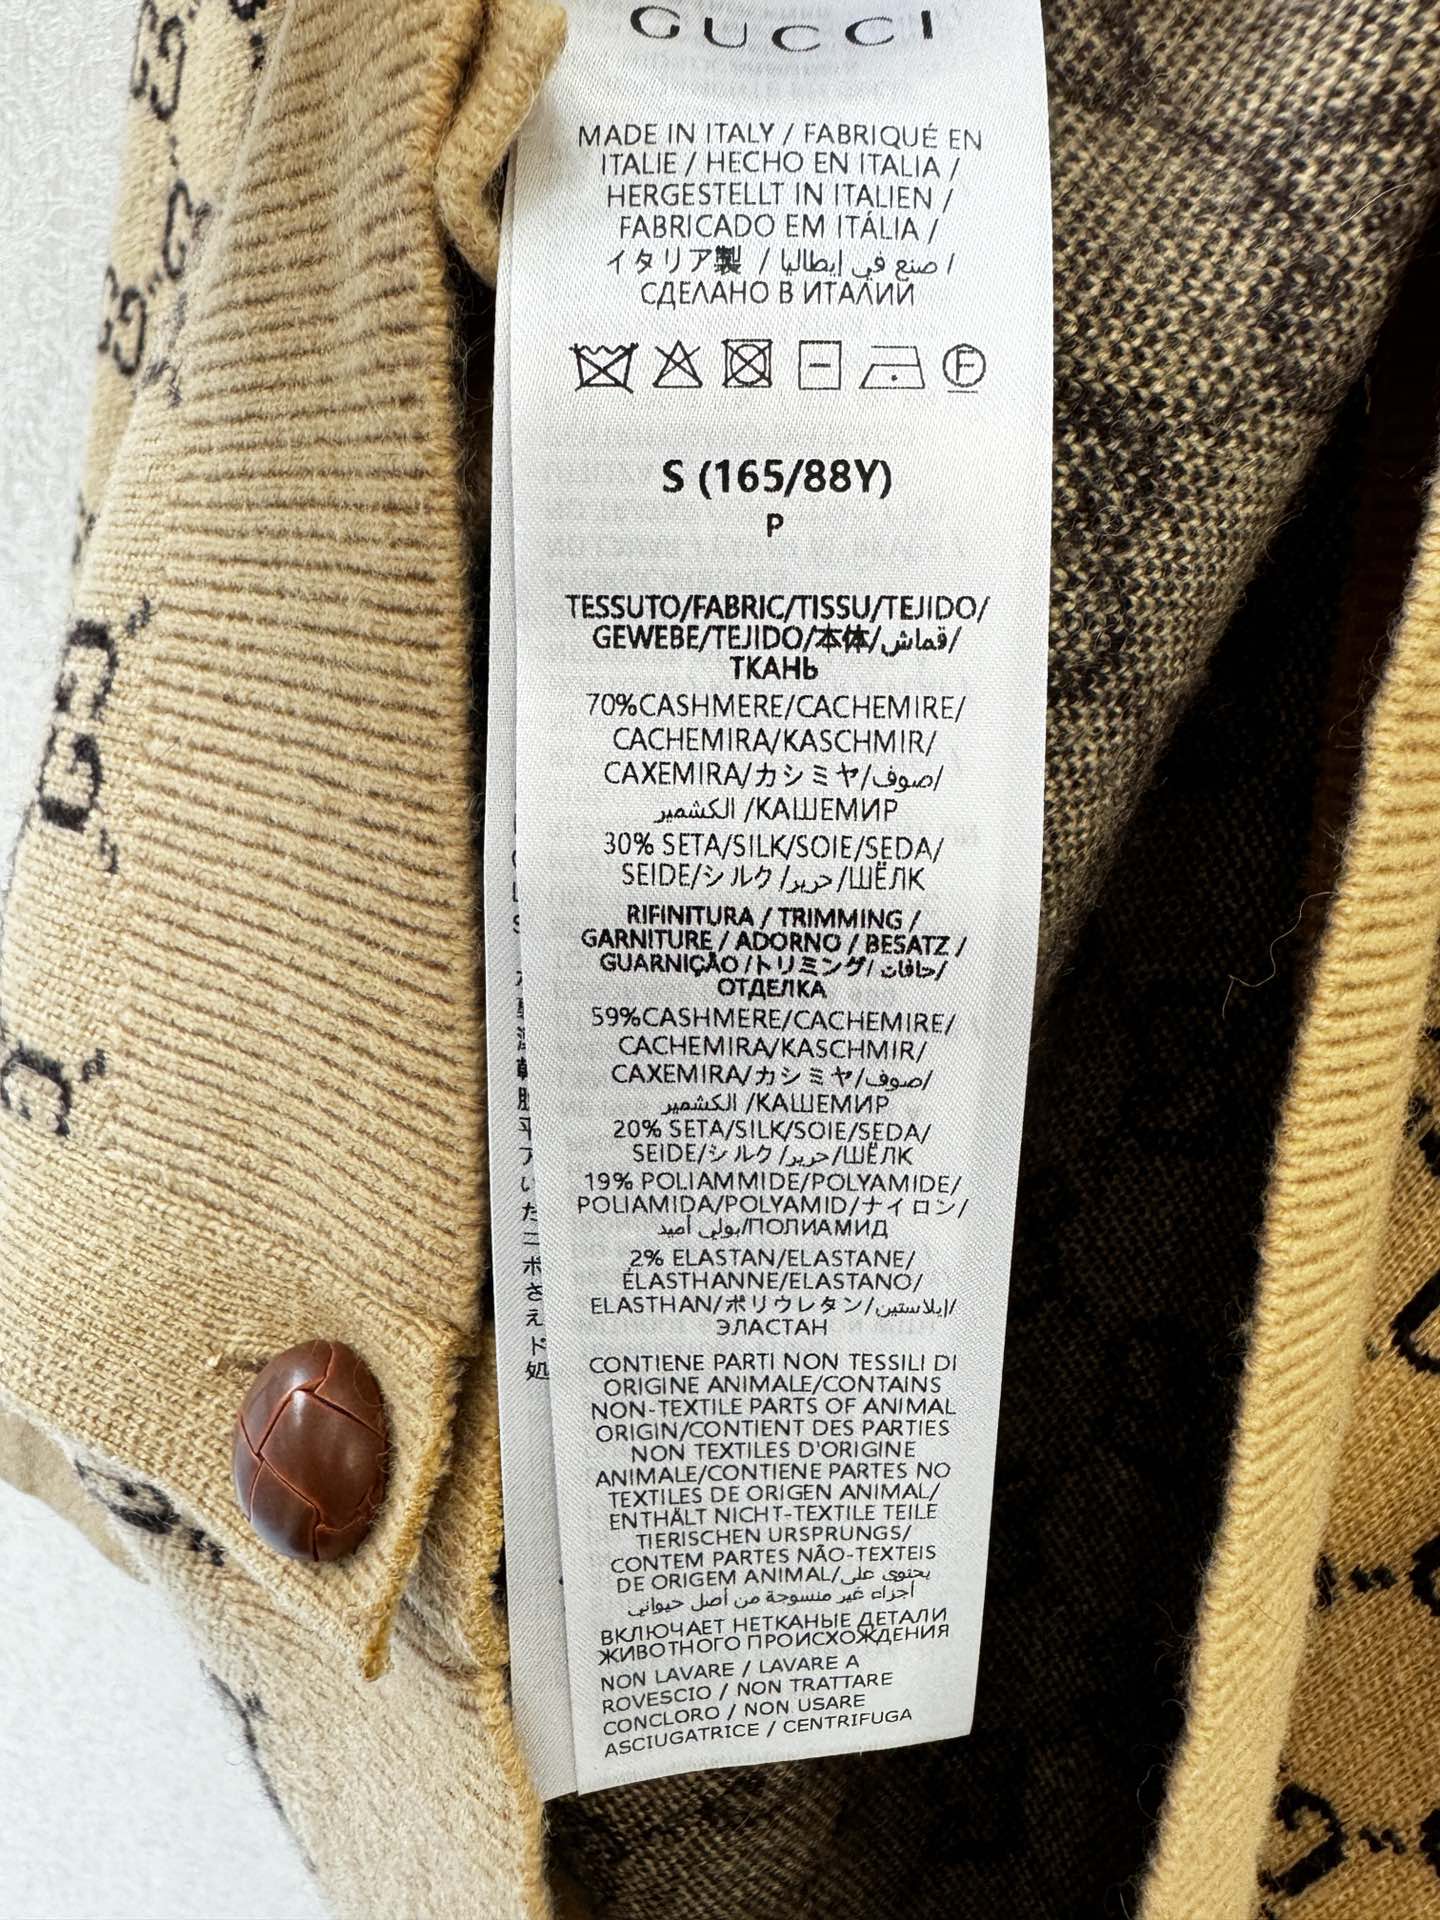 GUCCI
MADE IN ITALY / FABRIQUÉ EN
ITALIE / HECHO EN ITALIA /
HERGESTELLT IN ITALIEN /
FABRICADO EM ITÁLIA /
イタリア製 / صنع في إيطاليا /
СДЕЛАНО В ИТАЛИИ
F
S (165/88Y)
P
TESSUTO/FABRIC/TISSU/TEJIDO/
GEWEBE/TEJIDO/本体/قماش/
ТКАНЬ
70%CASHMERE/CACHEMIRE/
CACHEMIRA/KASCHMIR/
CAXEMIRA/カシミヤ/صوف/
الكشمير /КАШЕМИР
30% SETA/SILK/SOIE/SEDA/
SEIDE/シルク/حرير/ШЁЛК
RIFINITURA / TRIMMING /
GARNITURE / ADORNO / BESATZ /
GUARNIÇÃO/トリミング/حافات/
ОТДЕЛКА
59%CASHMERE/CACHEMIRE/
CACHEMIRA/KASCHMIR/
CAXEMIRA/カシミヤ/صوف/
الكشمير /КАШЕМИР
20% SETA/SILK/SOIE/SEDA/
SEIDE/シルク/حرير/ШЁЛК
19% POLIAMMIDE/POLYAMIDE/
POLIAMIDA/POLYAMID/ナイロン/
بولي أميد/ПОЛИАМИД
2% ELASTAN/ELASTANE/
ÉLASTHANNE/ELASTANO/
ELASTHAN/ポリウレタン/إيلاستين/
ЭЛАСТАН
CONTIENE PARTI NON TESSILI DI
ORIGINE ANIMALE/CONTAINS
NON-TEXTILE PARTS OF ANIMAL
ORIGIN/CONTIENT DES PARTIES
NON TEXTILES D'ORIGINE
ANIMALE/CONTIENE PARTES NO
TEXTILES DE ORIGEN ANIMAL/
ENTHÄLT NICHT-TEXTILE TEILE
TIERISCHEN URSPRUNGS/
CONTEM PARTES NÃO-TEXTEIS
DE ORIGEM ANIMAL/يحتوي على
أجزاء غير منسوجة من أصل حيواني
ВКЛЮЧАЕТ НЕТКАНЫЕ ДЕТАЛИ
ЖИВОТНОГО ПРОИСХОЖДЕНИЯ
NON LAVARE / LAVARE A
ROVESCIO / NON TRATTARE
CONCLORO / NON USARE
ASCIUGATRICE / CENTRIFUGA